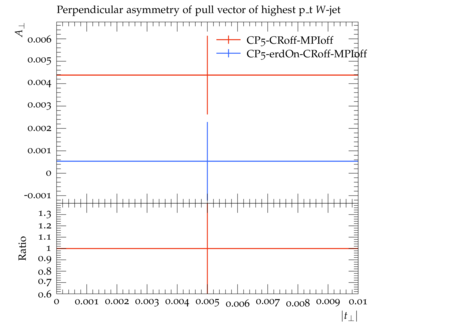 Perpendicular asymmetry of pull vector of highest p_t W-jet
A⊥
0.006
0.005
0.004
0.003
0.002
0.001
0
-0.001
CP5-CRoff-MPIoff
CP5-erdOn-CRoff-MPIoff
Ratio
1.3
1.2
1.1
1
0.9
0.8
0.7
0.6
0 0.001 0.002 0.003 0.004 0.005 0.006 0.007 0.008 0.009 0.01
|t⊥|